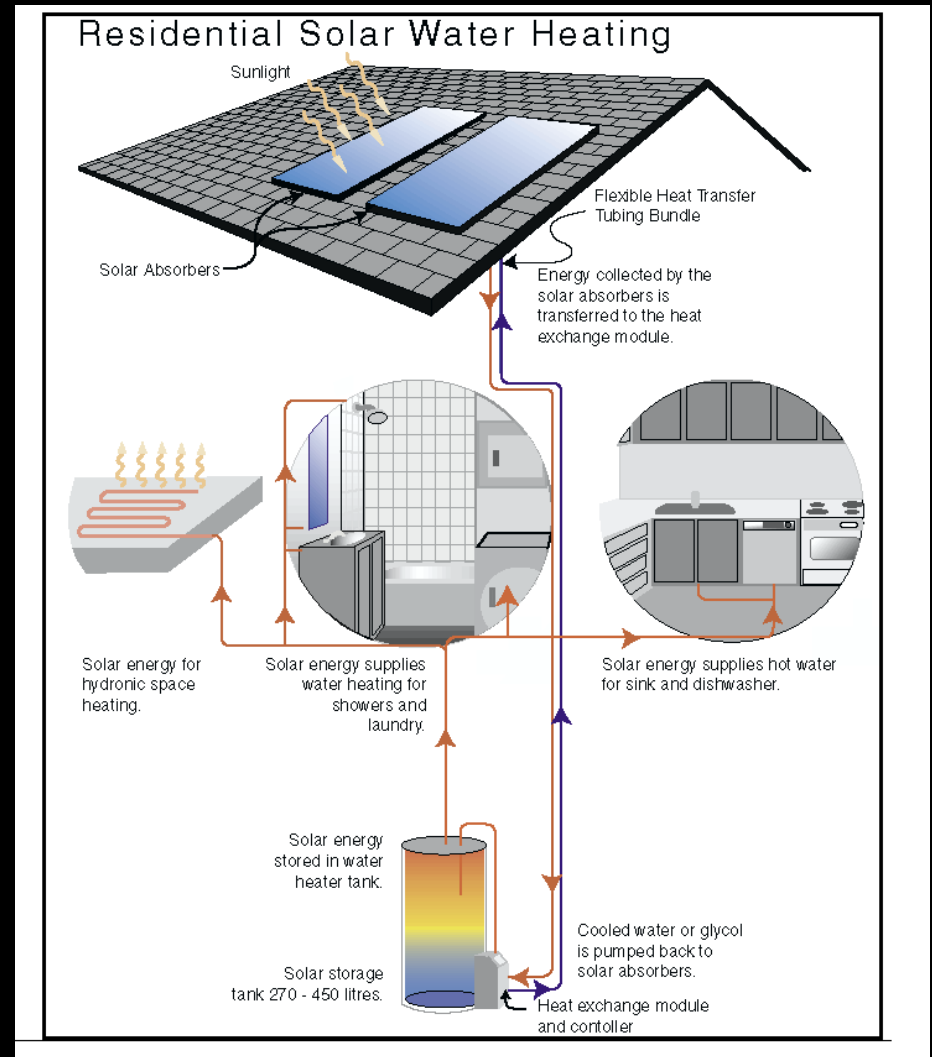 Residential Solar Water Heating
Sunlight
Flexible Heat Transfer
Tubing Bundle
Solar Absorbers
Energy collected by the
solar absorbers is
transferred to the heat
exchange module.
Solar energy for
hydronic space
heating.
Solar energy supplies
water heating for
showers and
laundry.
Solar energy supplies hot water
for sink and dishwasher.
Solar energy
stored in water
heater tank.
Cooled water or glycol
is pumped back to
solar absorbers.
Solar storage
tank 270 - 450 litres.
Heat exchange module
and contoller